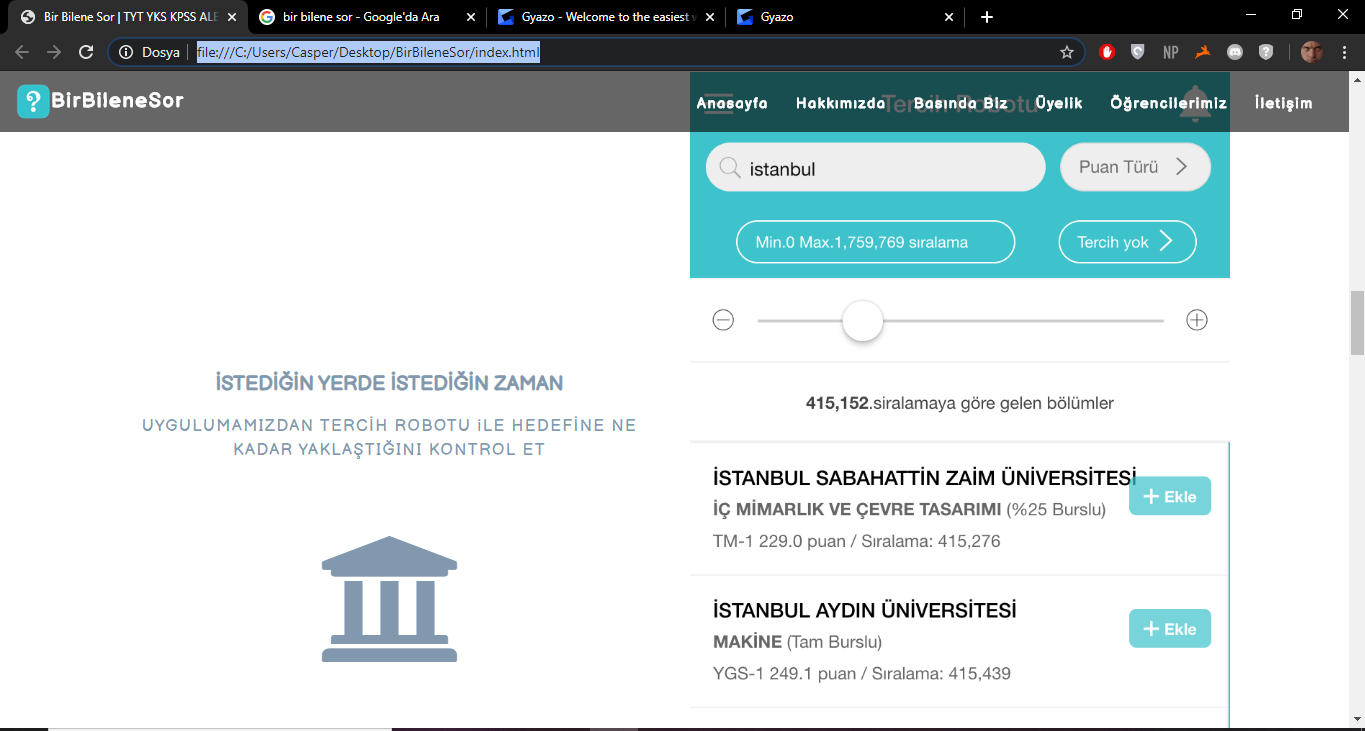 Bir Bilene Sor | TYT YKS KPSS ALE
bir bilene sor - Google'da Ara
Gyazo - Welcome to the easiest w
Gyazo
Dosya
file:///C:/Users/Casper/Desktop/BirBileneSor/index.html
NP
BirBileneSor
Anasayfa
Hakkımızda
Basında Biz
Üyelik
Öğrencilerimiz
İletişim
Tercih Robotu
istanbul
Puan Türü
Min.0 Max.1,759,769 sıralama
Tercih yok
İSTEDİĞİN YERDE İSTEDİĞİN ZAMAN
UYGULUMAMIZDAN TERCİH ROBOTU iLE HEDEFİNE NE
KADAR YAKLAŞTIĞINI KONTROL ET
415,152.siralamaya göre gelen bölümler
İSTANBUL SABAHATTİN ZAİM ÜNİVERSİTESİ
İÇ MİMARLIK VE ÇEVRE TASARIMI (%25 Burslu)
TM-1 229.0 puan / Sıralama: 415,276
+ Ekle
İSTANBUL AYDIN ÜNİVERSİTESİ
MAKİNE (Tam Burslu)
YGS-1 249.1 puan / Sıralama: 415,439
+ Ekle